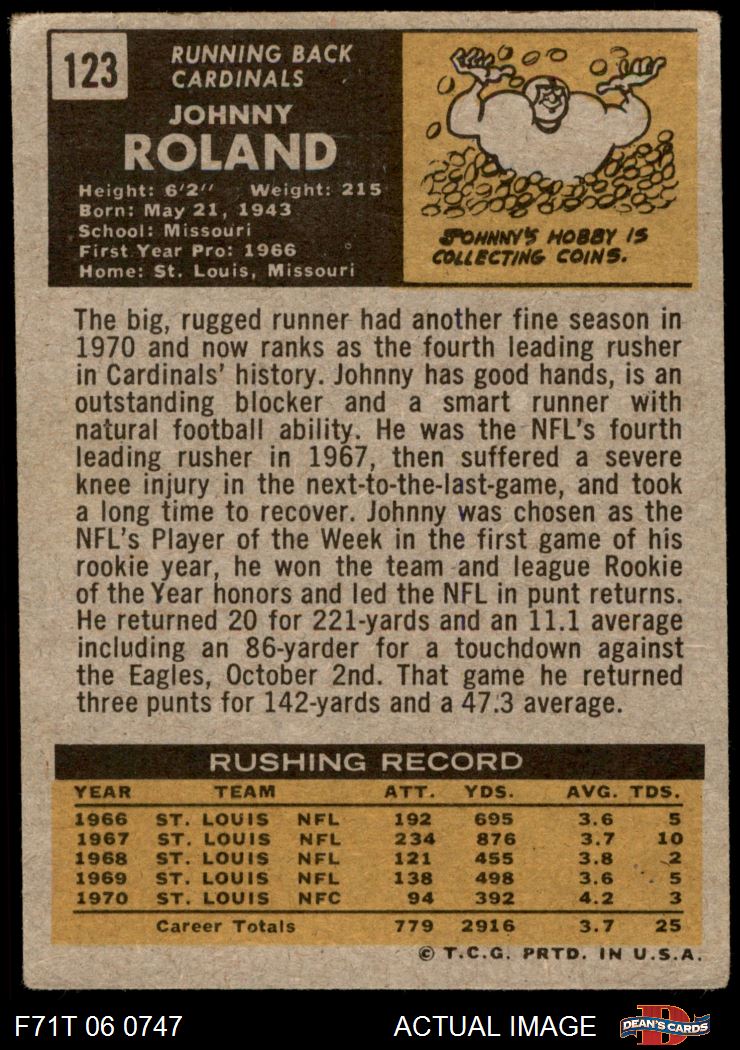 123
RUNNING BACK
CARDINALS
JOHNNY
ROLAND
Height: 6'2" Weight: 215
Born: May 21, 1943
School: Missouri
First Year Pro: 1966
Home: St. Louis, Missouri
JOHNNY'S HOBBY IS
COLLECTING COINS.
The big, rugged runner had another fine season in
1970 and now ranks as the fourth leading rusher
in Cardinals' history. Johnny has good hands, is an
outstanding blocker and a smart runner with
natural football ability. He was the NFL's fourth
leading rusher in 1967, then suffered a severe
knee injury in the next-to-the-last-game, and took
a long time to recover. Johnny was chosen as the
NFL's Player of the Week in the first game of his
rookie year, he won the team and league Rookie
of the Year honors and led the NFL in punt returns.
He returned 20 for 221-yards and an 11.1 average
including an 86-yarder for a touchdown against
the Eagles, October 2nd. That game he returned
three punts for 142-yards and a 47.3 average.
RUSHING RECORD
YEAR TEAM ATT. YDS. AVG. TDS.
1966 ST. LOUIS NFL 192 695 3.6 5
1967 ST. LOUIS NFL 234 876 3.7 10
1968 ST. LOUIS NFL 121 455 3.8 2
1969 ST. LOUIS NFL 138 498 3.6 5
1970 ST. LOUIS NFC 94 392 4.2 3
Career Totals 779 2916 3.7 25
© T.C.G. PRTD. IN U.S.A.
F71T 06 0747 ACTUAL IMAGE D DEAN'S CARDS